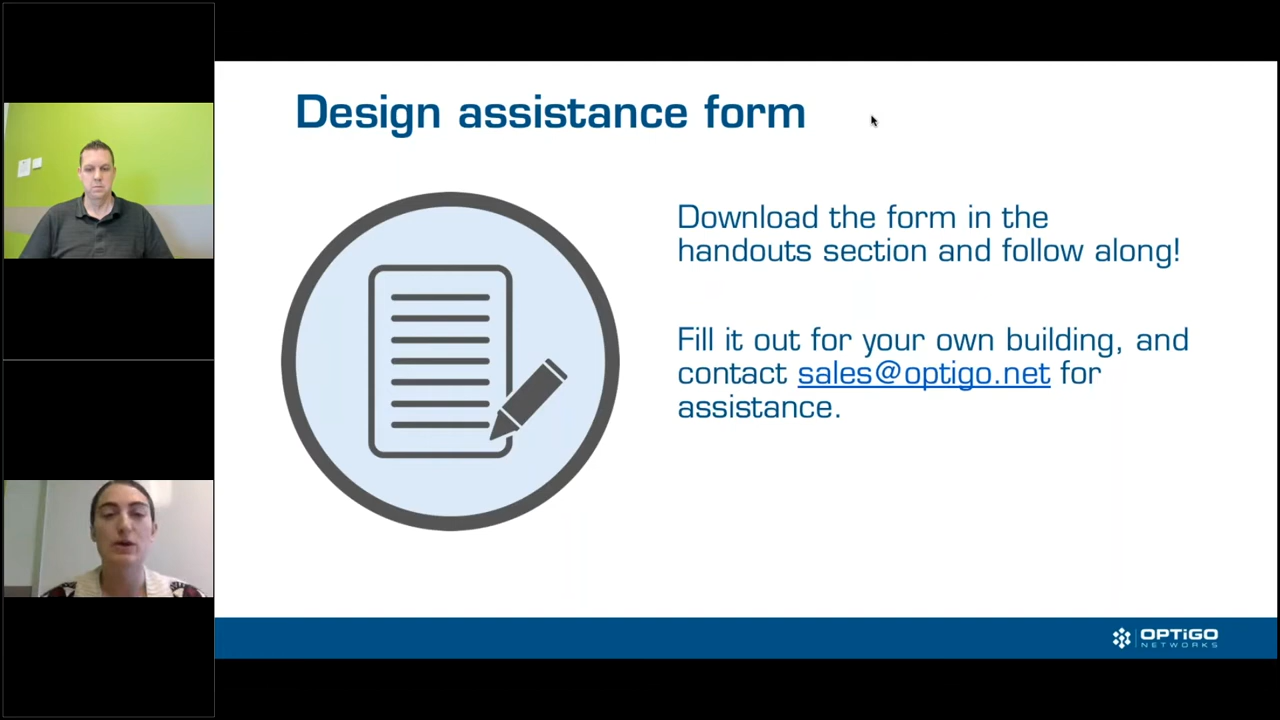 Design assistance form
Download the form in the
handouts section and follow along!
Fill it out for your own building, and
contact sales@optigo.net for
assistance.
OPTiGO
NETWORKS